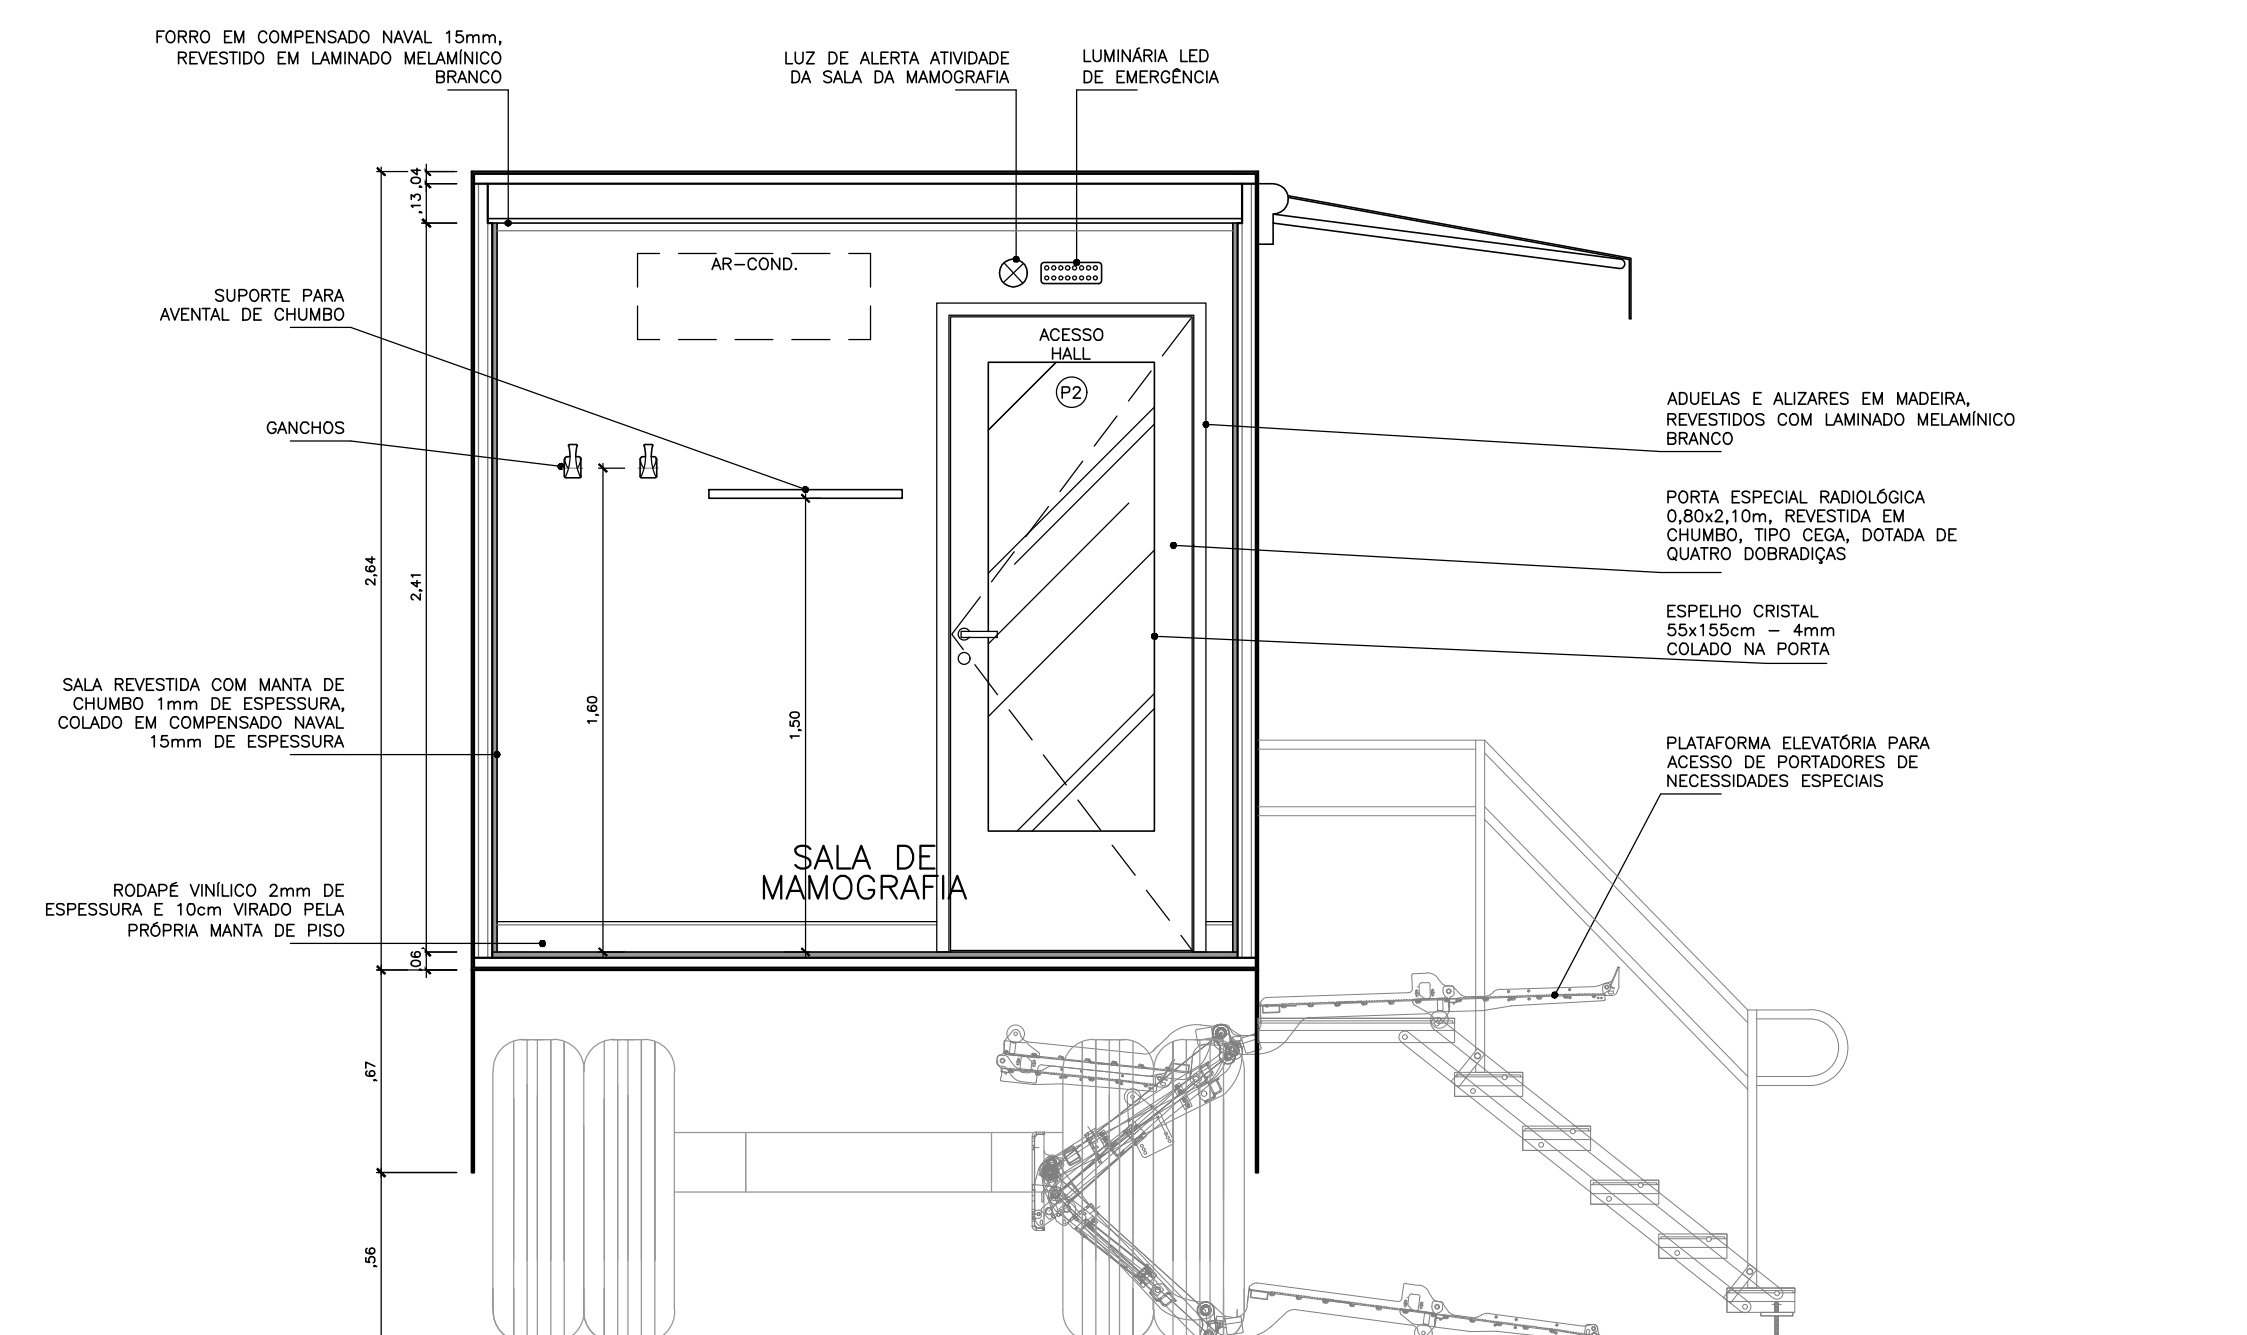 FORRO EM COMPENSADO NAVAL 15mm,
REVESTIDO EM LAMINADO MELAMÍNICO
BRANCO
LUZ DE ALERTA ATIVIDADE
DA SALA DA MAMOGRAFIA
LUMINÁRIA LED
DE EMERGÊNCIA
,04
,13
AR-COND.
SUPORTE PARA
AVENTAL DE CHUMBO
ACESSO
HALL
P2
GANCHOS
ADUELAS E ALIZARES EM MADEIRA,
REVESTIDOS COM LAMINADO MELAMÍNICO
BRANCO
PORTA ESPECIAL RADIOLÓGICA
0,80x2,10m, REVESTIDA EM
CHUMBO, TIPO CEGA, DOTADA DE
QUATRO DOBRADIÇAS
2,64
2,41
ESPELHO CRISTAL
55x155cm – 4mm
COLADO NA PORTA
SALA REVESTIDA COM MANTA DE
CHUMBO 1mm DE ESPESSURA,
COLADO EM COMPENSADO NAVAL
15mm DE ESPESSURA
1,60
1,50
PLATAFORMA ELEVATÓRIA PARA
ACESSO DE PORTADORES DE
NECESSIDADES ESPECIAIS
SALA DE
MAMOGRAFIA
RODAPÉ VINÍLICO 2mm DE
ESPESSURA E 10cm VIRADO PELA
PRÓPRIA MANTA DE PISO
,06
,67
,56